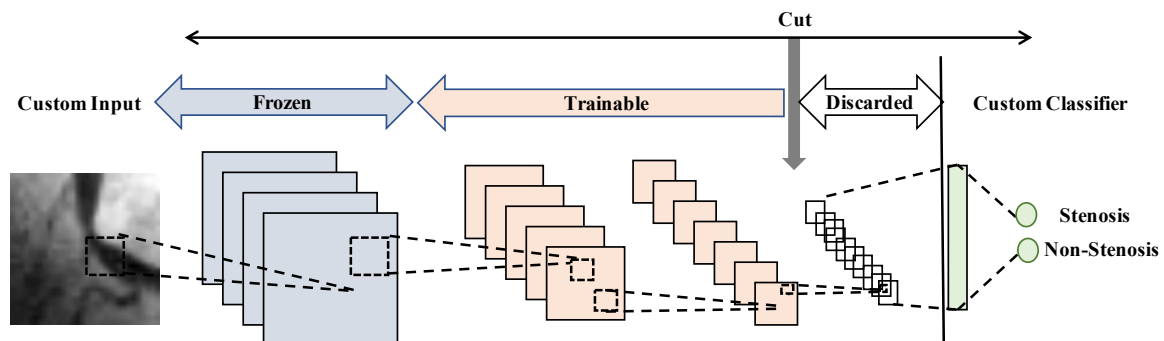 Cut
Custom Input
Frozen
Trainable
Discarded
Custom Classifier
Stenosis
Non-Stenosis